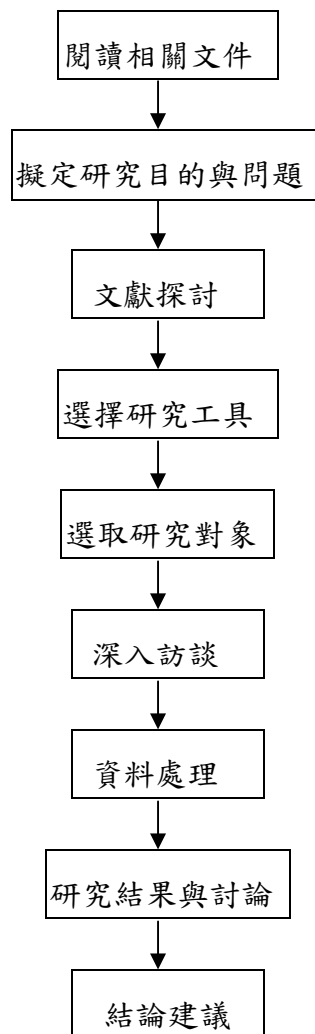 閱讀相關文件
擬定研究目的與問題
文獻探討
選擇研究工具
選取研究對象
深入訪談
資料處理
研究結果與討論
結論建議